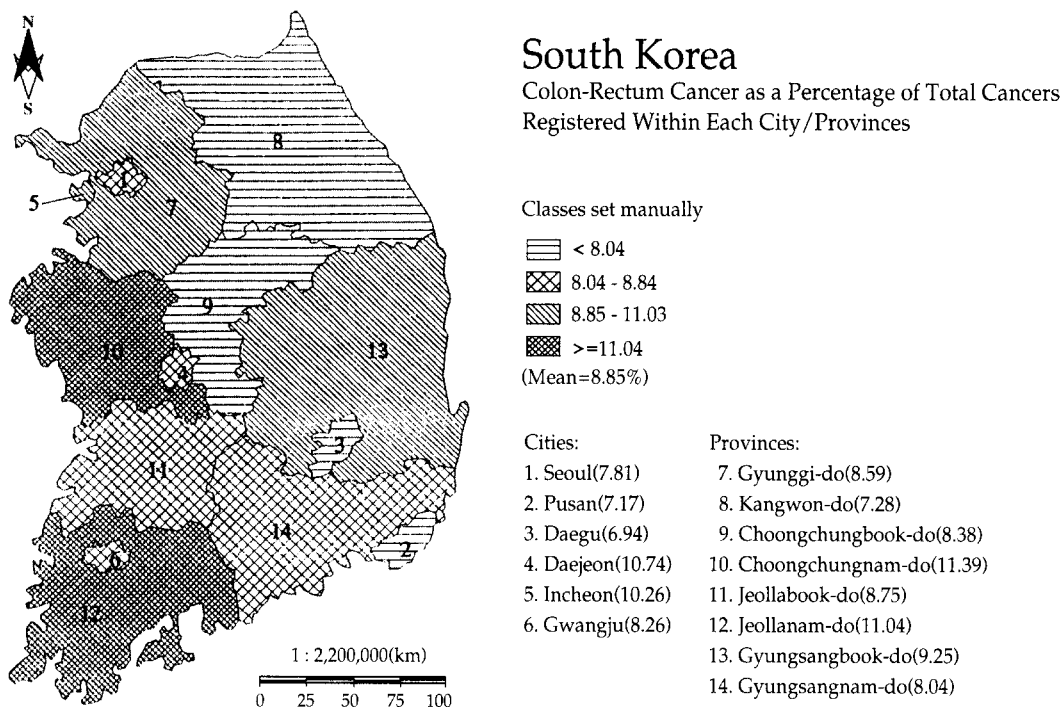 N
S
South Korea
Colon-Rectum Cancer as a Percentage of Total Cancers
Registered Within Each City/Provinces
Classes set manually
< 8.04
8.04 - 8.84
8.85 - 11.03
>=11.04
(Mean=8.85%)
Cities:
1. Seoul(7.81)
2. Pusan(7.17)
3. Daegu(6.94)
4. Daejeon(10.74)
5. Incheon(10.26)
6. Gwangju(8.26)
Provinces:
7. Gyunggi-do(8.59)
8. Kangwon-do(7.28)
9. Choongchungbook-do(8.38)
10. Choongchungnam-do(11.39)
11. Jeollabook-do(8.75)
12. Jeollanam-do(11.04)
13. Gyungsangbook-do(9.25)
14. Gyungsangnam-do(8.04)
8
1
5
7
9
10
13
4
3
11
14
2
6
12
1 : 2,200,000(km)
0 25 50 75 100